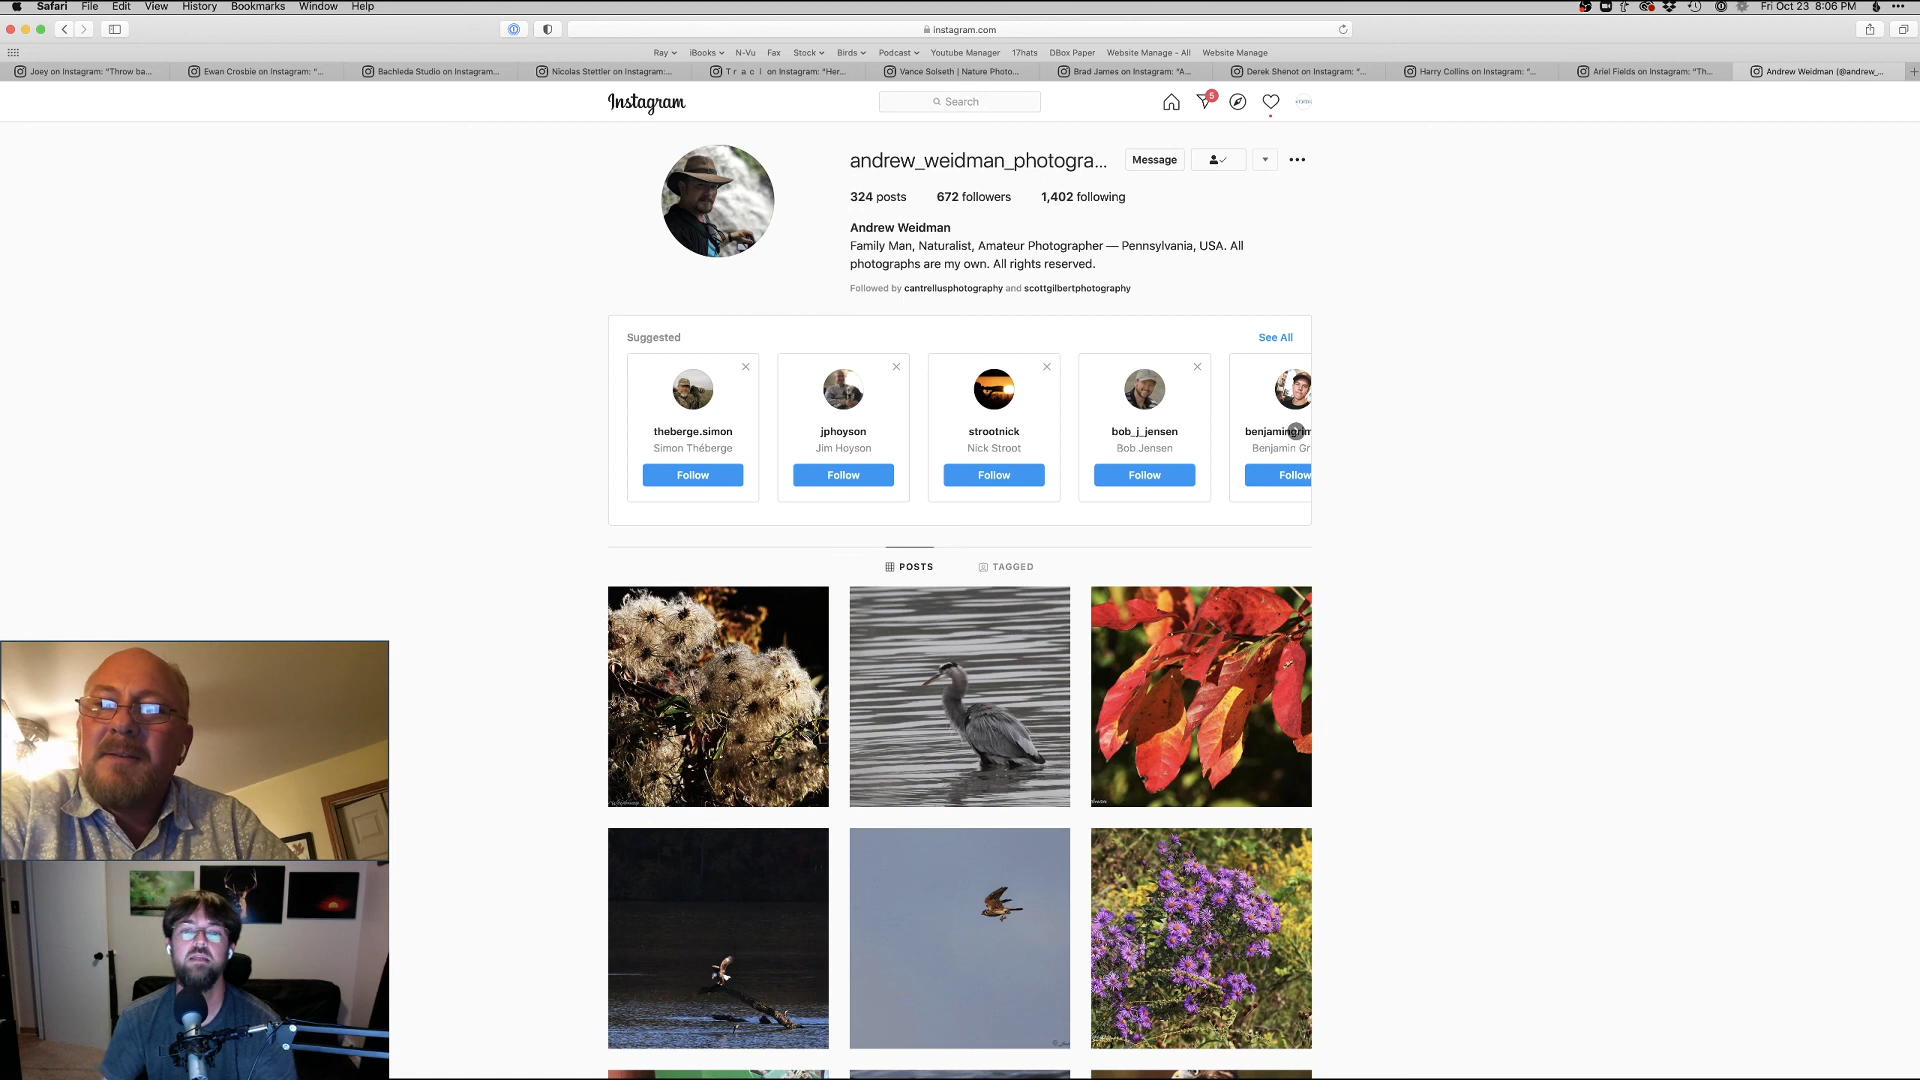 Safari File Edit View History Bookmarks Window Help
Fri Oct 23 8:06 PM
instagram.com
Ray iBooks N-Vu Fax Stock Birds Podcast Youtube Manager 17hats DBox Paper Website Manage - All Website Manage
Joey on Instagram: "Throw ba...
Ewan Crosbie on Instagram: "...
Bachleda Studio on Instagram...
Nicolas Stettler on Instagram:...
T r a c i on Instagram: "Her...
Vance Solseth | Nature Photo...
Brad James on Instagram: "A...
Derek Shenot on Instagram: "...
Harry Collins on Instagram: "...
Ariel Fields on Instagram: "Th...
Andrew Weidman (@andrew_...
Instagram
Search
5
andrew_weidman_photogra...
Message
324 posts 672 followers 1,402 following
Andrew Weidman
Family Man, Naturalist, Amateur Photographer — Pennsylvania, USA. All
photographs are my own. All rights reserved.
Followed by cantrellusphotography and scottgilbertphotography
Suggested
See All
theberge.simon
Simon Théberge
Follow
jphoyson
Jim Hoyson
Follow
strootnick
Nick Stroot
Follow
bob_j_jensen
Bob Jensen
Follow
Benjamin Gr
Follow
POSTS
TAGGED